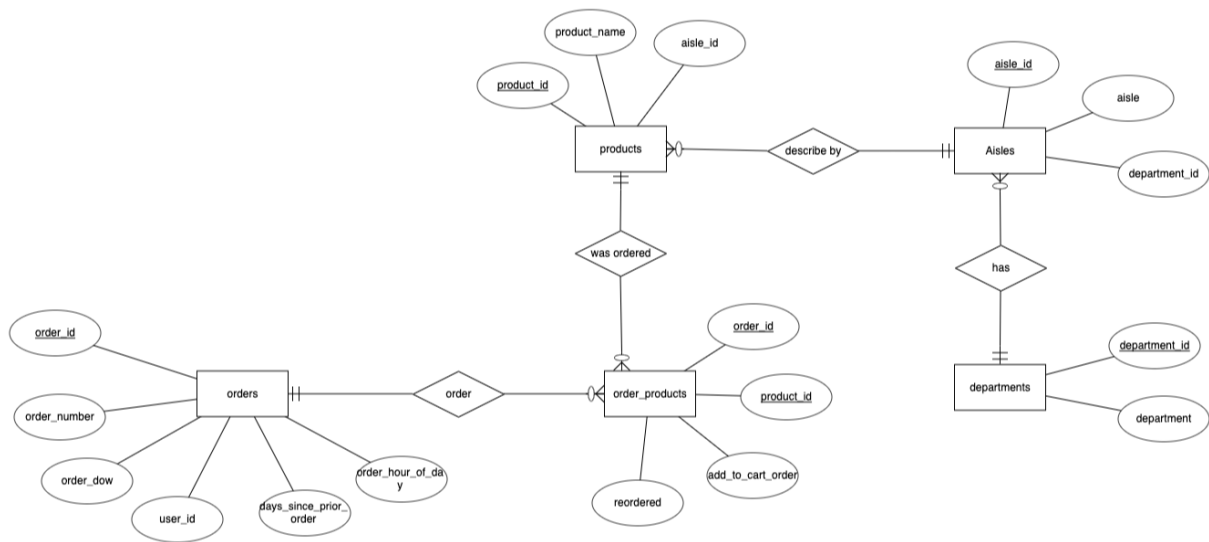 product_name
aisle_id
product_id
aisle_id
aisle
products
describe by
Aisles
department_id
was ordered
has
order_id
order_id
department_id
orders
order
order_products
product_id
departments
order_number
department
order_dow
order_hour_of_da
y
add_to_cart_order
user_id
days_since_prior_
order
reordered